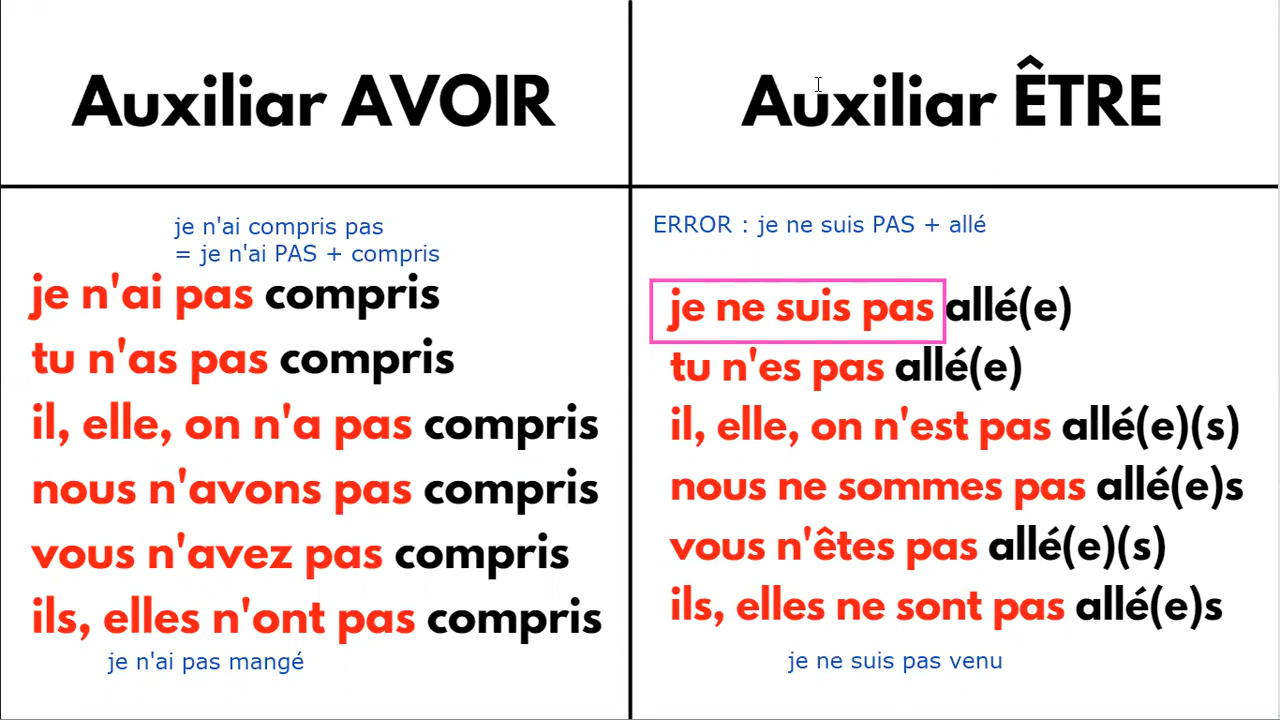 Auxiliar AVOIR
je n'ai compris pas
= je n'ai PAS + compris
je n'ai pas compris
tu n'as pas compris
il, elle, on n'a pas compris
nous n'avons pas compris
vous n'avez pas compris
ils, elles n'ont pas compris
je n'ai pas mangé
Auxiliar ÊTRE
ERROR : je ne suis PAS + allé
je ne suis pas allé(e)
tu n'es pas allé(e)
il, elle, on n'est pas allé(e)(s)
nous ne sommes pas allé(e)s
vous n'êtes pas allé(e)(s)
ils, elles ne sont pas allé(e)s
je ne suis pas venu